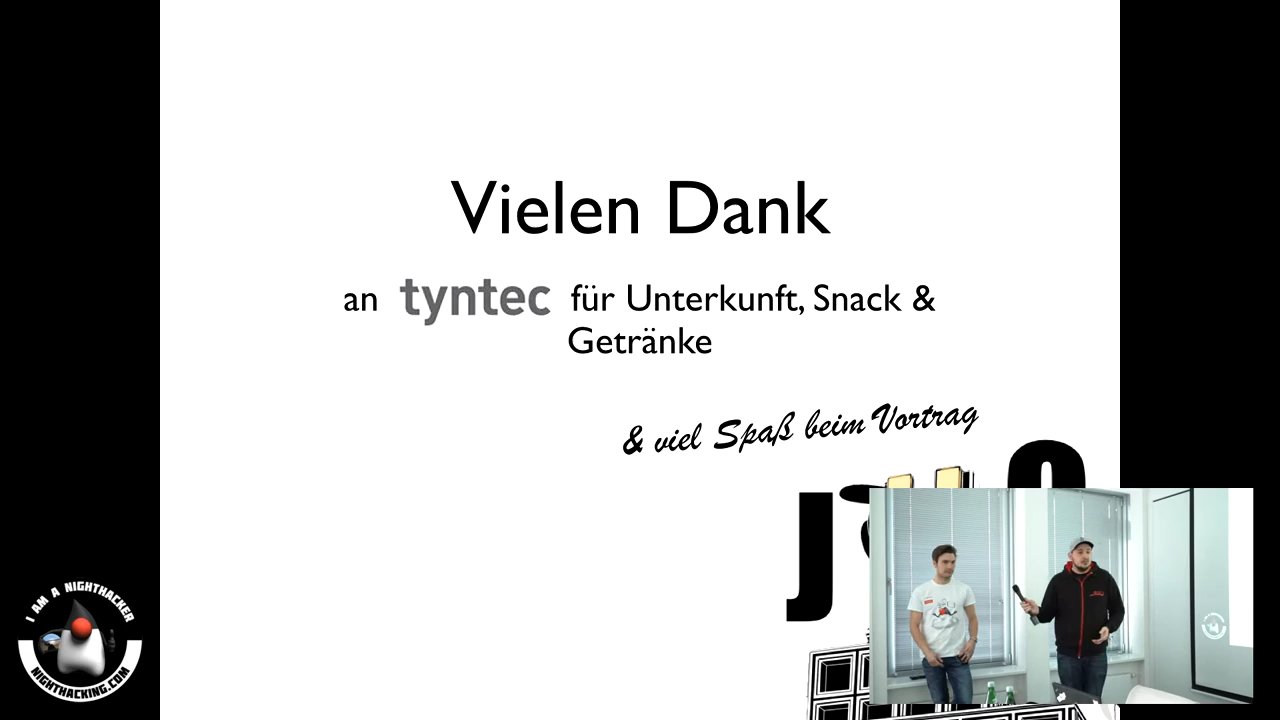 Vielen Dank
an tyntec für Unterkunft, Snack &
Getränke
& viel Spaß beim Vortrag
I AM A NIGHTHACKER
NIGHTHACKING.COM